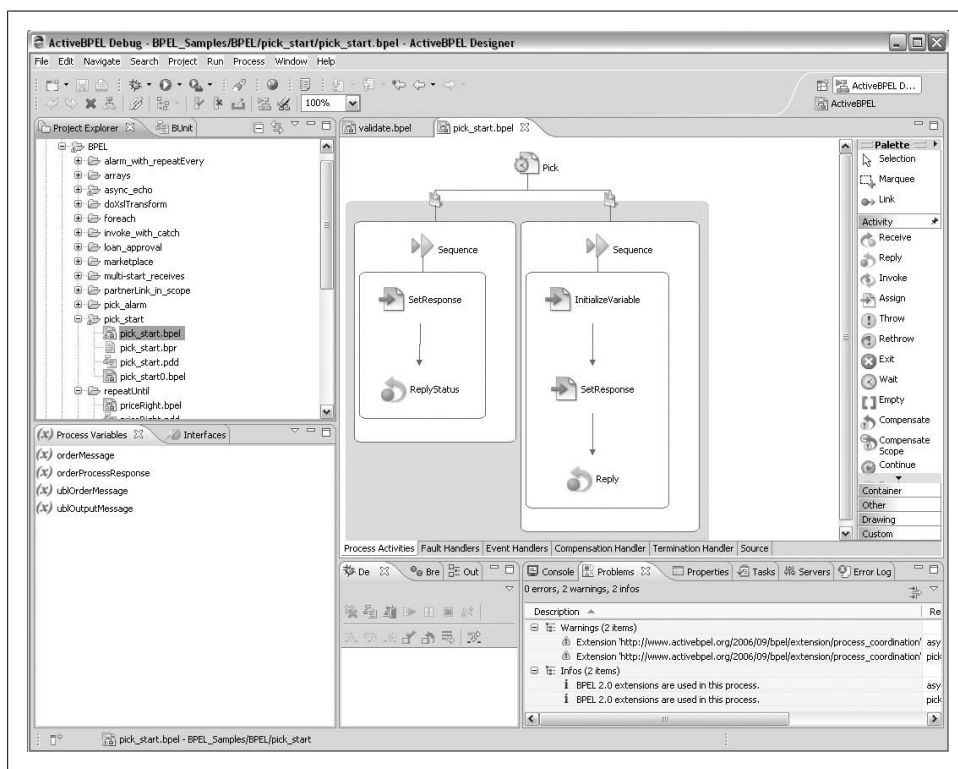 ActiveBPEL Debug - BPEL_Samples/BPEL/pick_start/pick_start.bpel - ActiveBPEL Designer
File Edit Navigate Search Project Run Process Window Help
ActiveBPEL D...
100%
ActiveBPEL
Project Explorer
BUnit
BPEL
alarm_with_repeatEvery
arrays
async_echo
doXslTransform
foreach
invoke_with_catch
loan_approval
marketplace
multi-start_receives
partnerLink_in_scope
pick_alarm
pick_start
pick_start.bpel
pick_start.bpr
pick_start.pdd
pick_start0.bpel
repeatUntil
priceRight.bpel
priceRight.pdd
(x) Process Variables
Interfaces
(x) orderMessage
(x) orderProcessResponse
(x) ublOrderMessage
(x) ublOutputMessage
validate.bpel
pick_start.bpel
Pick
Sequence
SetResponse
ReplyStatus
Sequence
InitializeVariable
SetResponse
Reply
Palette
Selection
Marquee
Link
Activity
Receive
Reply
Invoke
Assign
Throw
Rethrow
Exit
Wait
Empty
Compensate
Compensate
Scope
Continue
Container
Other
Drawing
Custom
Process Activities Fault Handlers Event Handlers Compensation Handler Termination Handler Source
De
Bre
Out
Console
Problems
Properties
Tasks
Servers
Error Log
0 errors, 2 warnings, 2 infos
Description
Re
Warnings (2 items)
Extension 'http://www.activebpel.org/2006/09/bpel/extension/process_coordination' asy
Extension 'http://www.activebpel.org/2006/09/bpel/extension/process_coordination' pick
Infos (2 items)
i BPEL 2.0 extensions are used in this process. asy
i BPEL 2.0 extensions are used in this process. pick
pick_start.bpel - BPEL_Samples/BPEL/pick_start